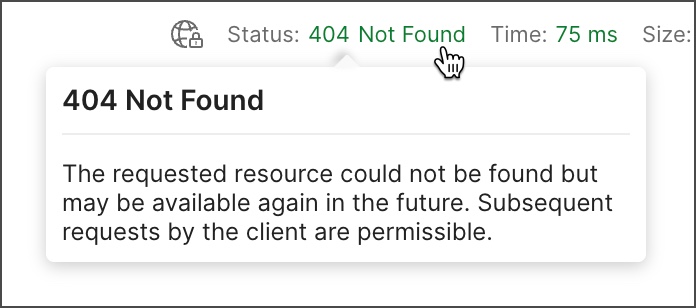 Status: 404 Not Found Time: 75 ms Size:
404 Not Found
The requested resource could not be found but
may be available again in the future. Subsequent
requests by the client are permissible.